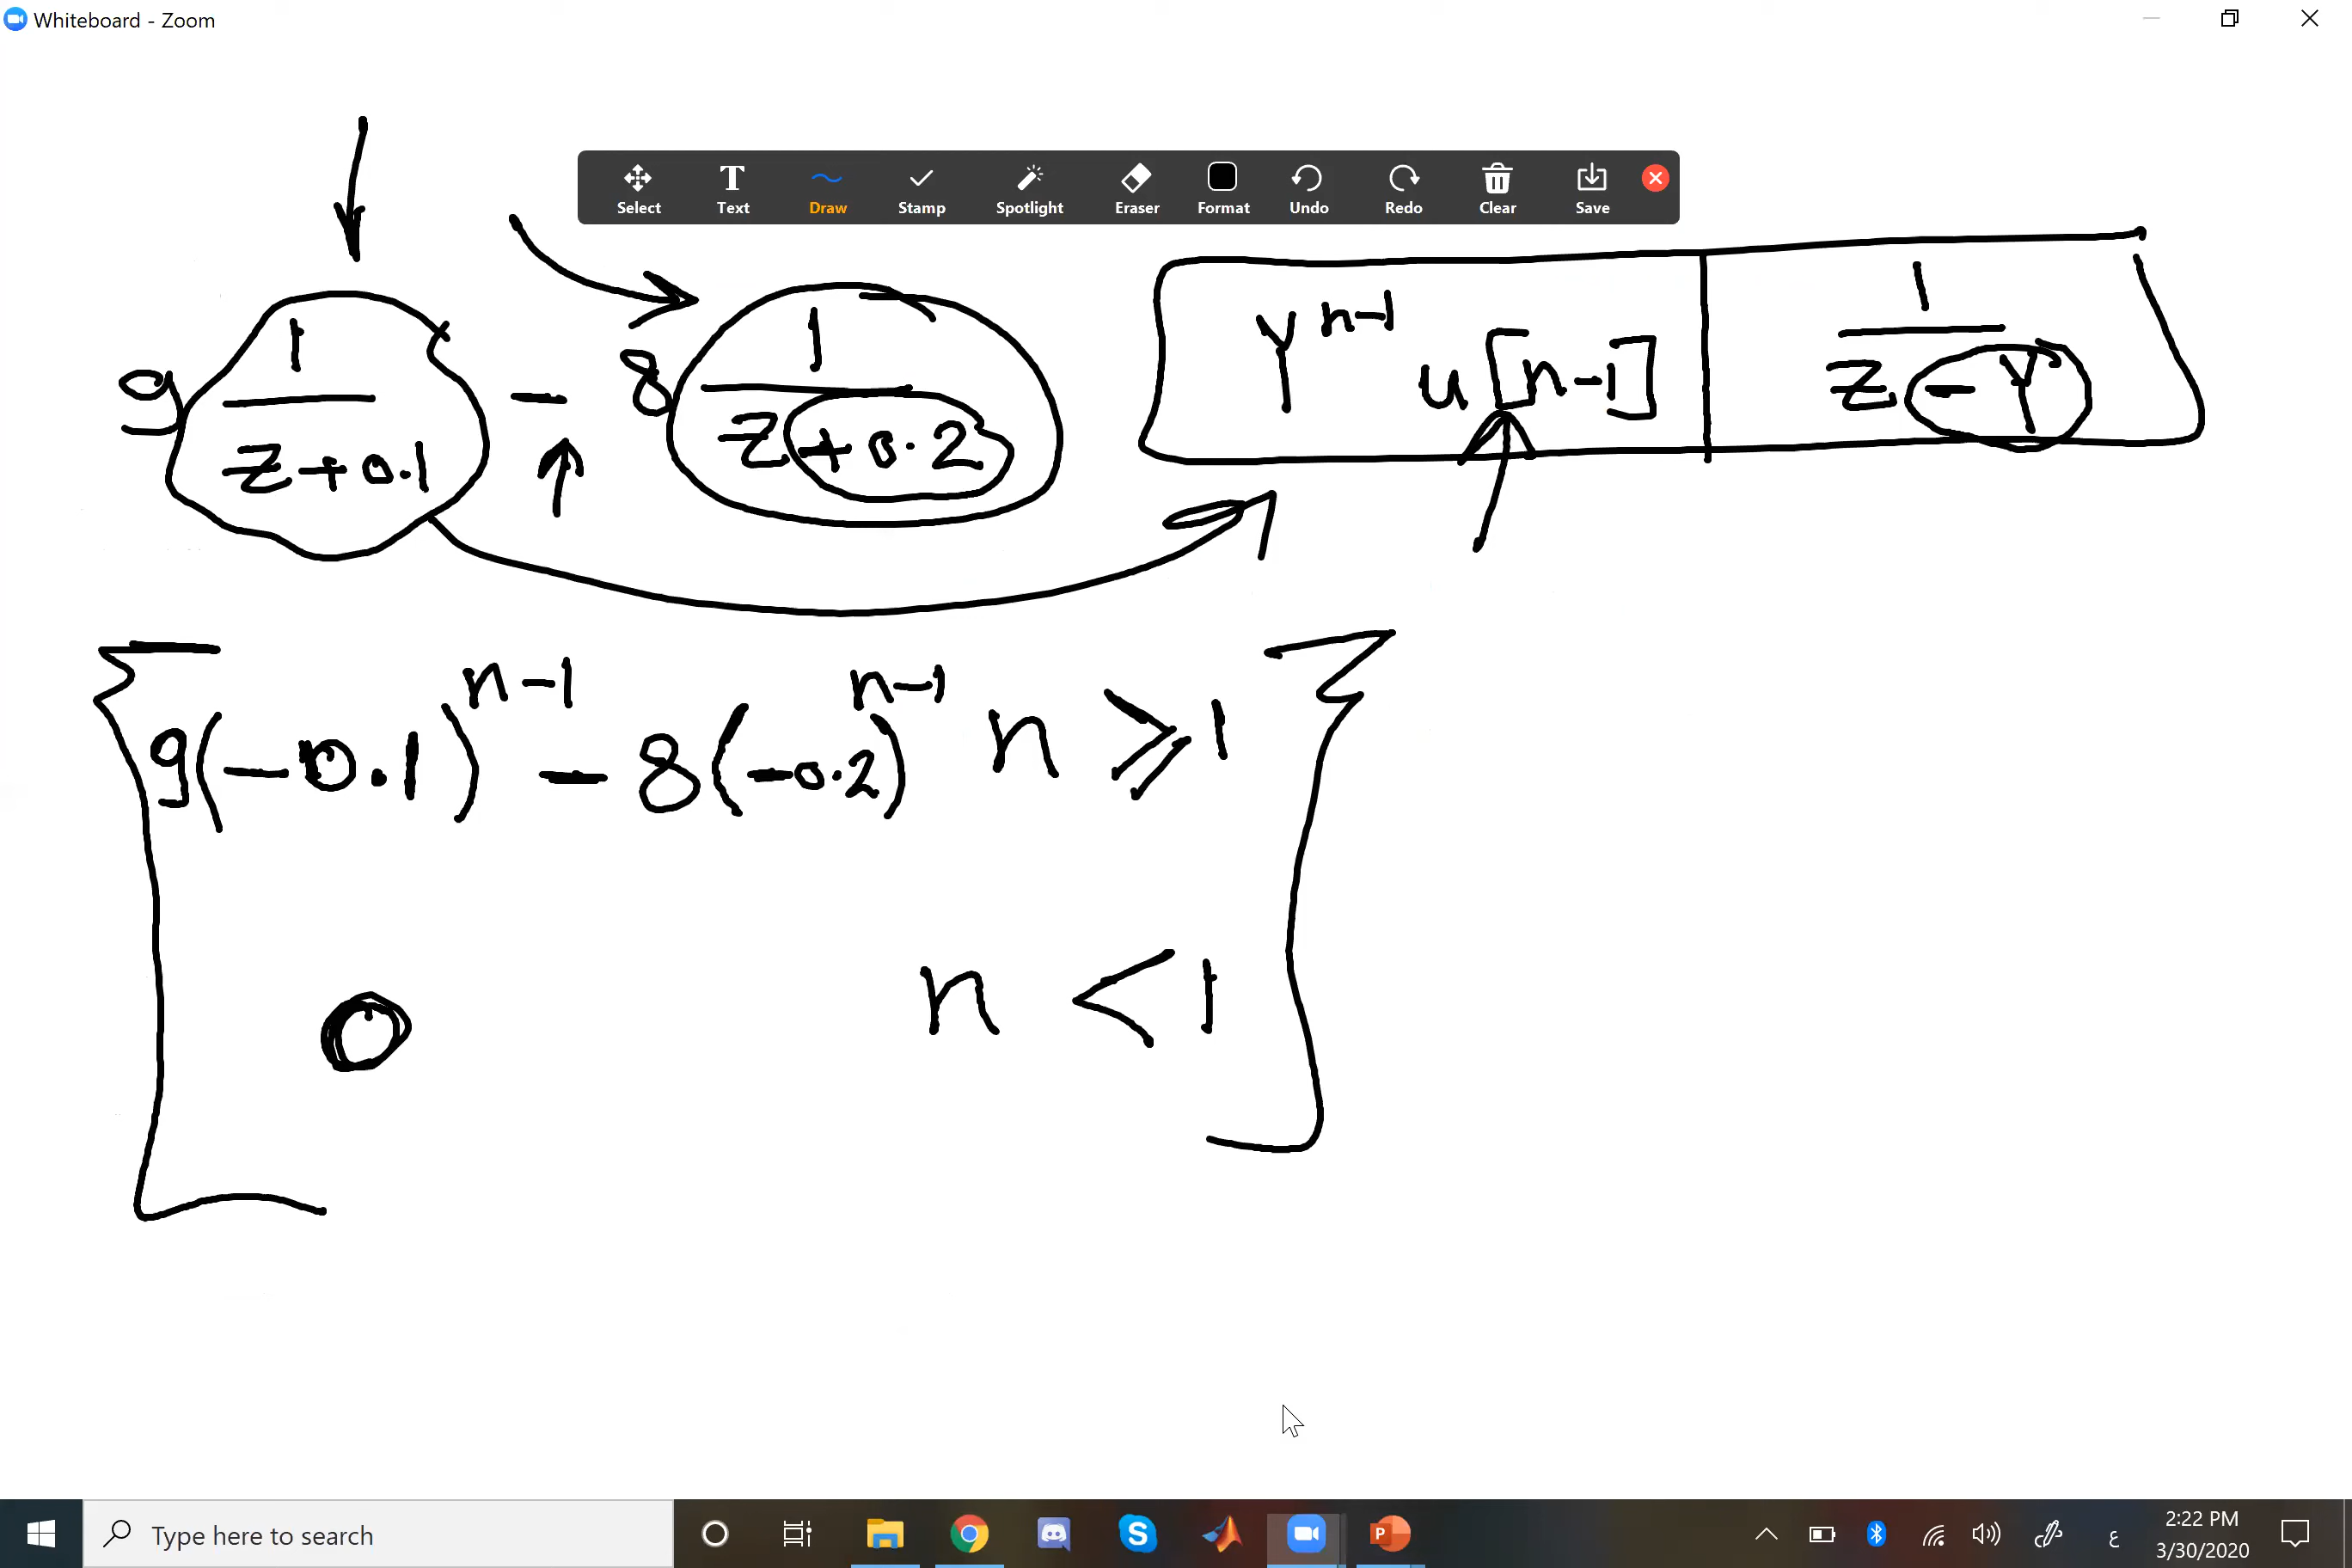 Whiteboard - Zoom
Select Text Draw Stamp Spotlight Eraser Format Undo Redo Clear Save
9 1/(z+0.1) - 8 1/(z+0.2)
γ^(n-1) u[n-1] | 1/(z-γ)
9(-0.1)^(n-1) - 8(-0.2)^(n-1) n ≥ 1
0 n < 1
Type here to search
S
P
ع
2:22 PM
3/30/2020